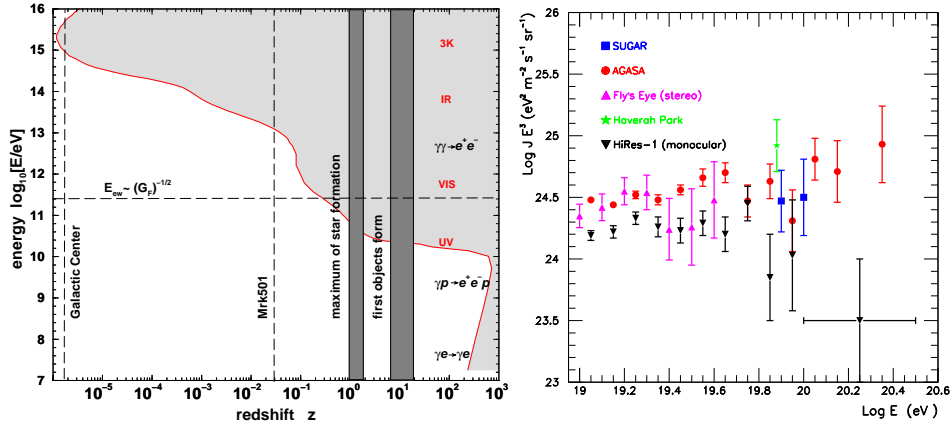 energy log₁₀[E/eV]
16
15
14
13
12
11
10
9
8
7
3K
IR
γγ→e⁺e⁻
VIS
E_ew ~ (G_F)^−1/2
UV
γp→e⁺e⁻p
γe→γe
Galactic Center
Mrk501
maximum of star formation
first objects form
10⁻⁵ 10⁻⁴ 10⁻³ 10⁻² 10⁻¹ 10⁰ 10¹ 10² 10³
redshift z
Log J E³ (eV² m⁻² s⁻¹ sr⁻¹)
26
25.5
25
24.5
24
23.5
23
SUGAR
AGASA
Fly's Eye (stereo)
Haverah Park
HiRes-1 (monocular)
19 19.2 19.4 19.6 19.8 20 20.2 20.4 20.6
Log E (eV)